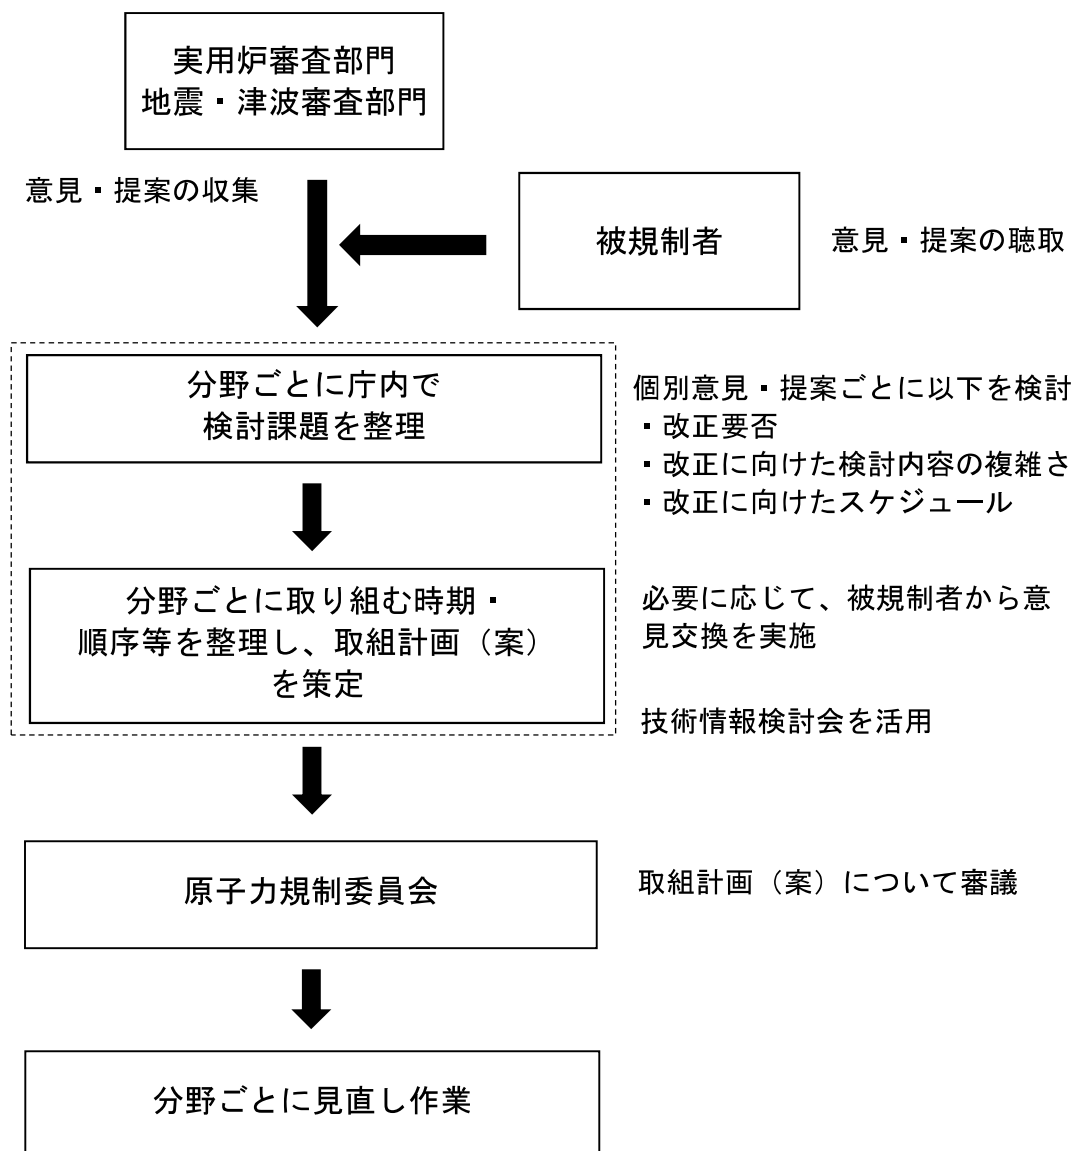 実用炉審査部門
地震・津波審査部門
意見・提案の収集
被規制者
意見・提案の聴取
分野ごとに庁内で
検討課題を整理
個別意見・提案ごとに以下を検討
・改正要否
・改正に向けた検討内容の複雑さ
・改正に向けたスケジュール
分野ごとに取り組む時期・
順序等を整理し、取組計画（案）
を策定
必要に応じて、被規制者から意
見交換を実施
技術情報検討会を活用
原子力規制委員会
取組計画（案）について審議
分野ごとに見直し作業